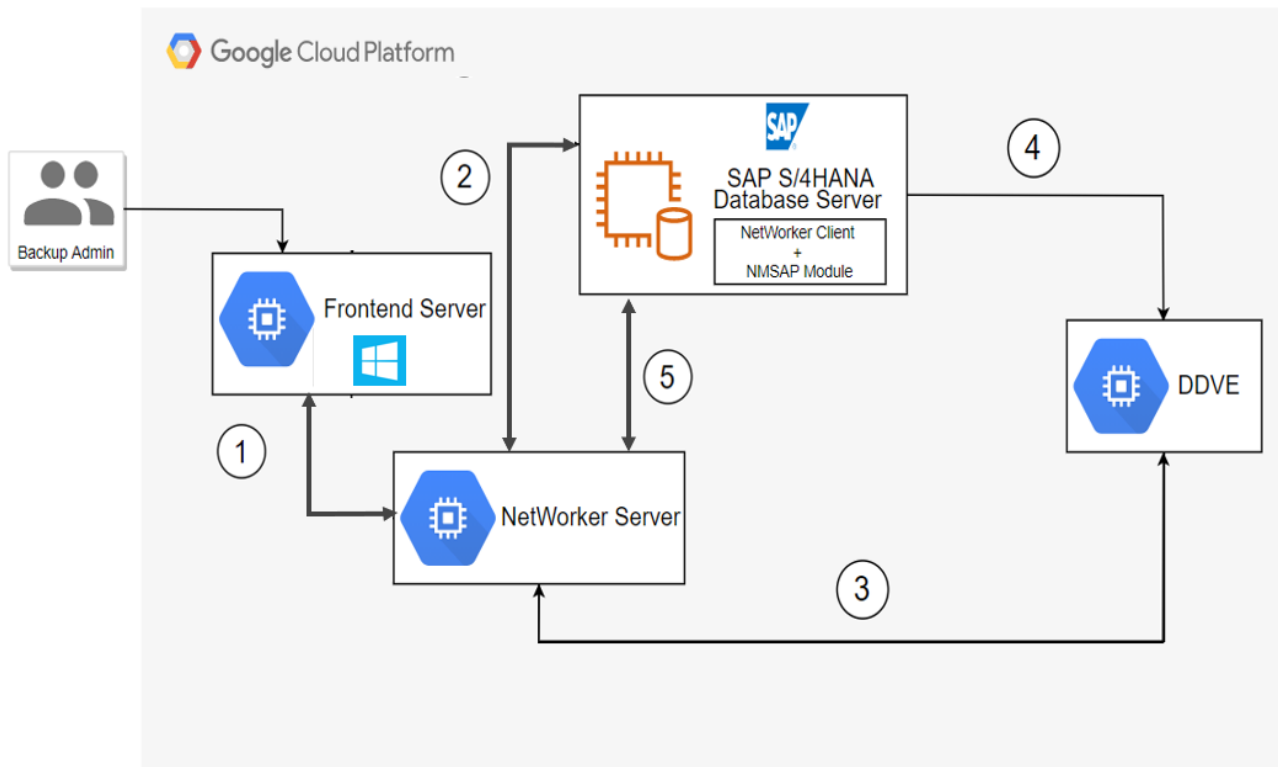 Google Cloud Platform
SAP
SAP S/4HANA
Database Server
NetWorker Client
+
NMSAP Module
4
2
Backup Admin
Frontend Server
5
DDVE
1
NetWorker Server
3